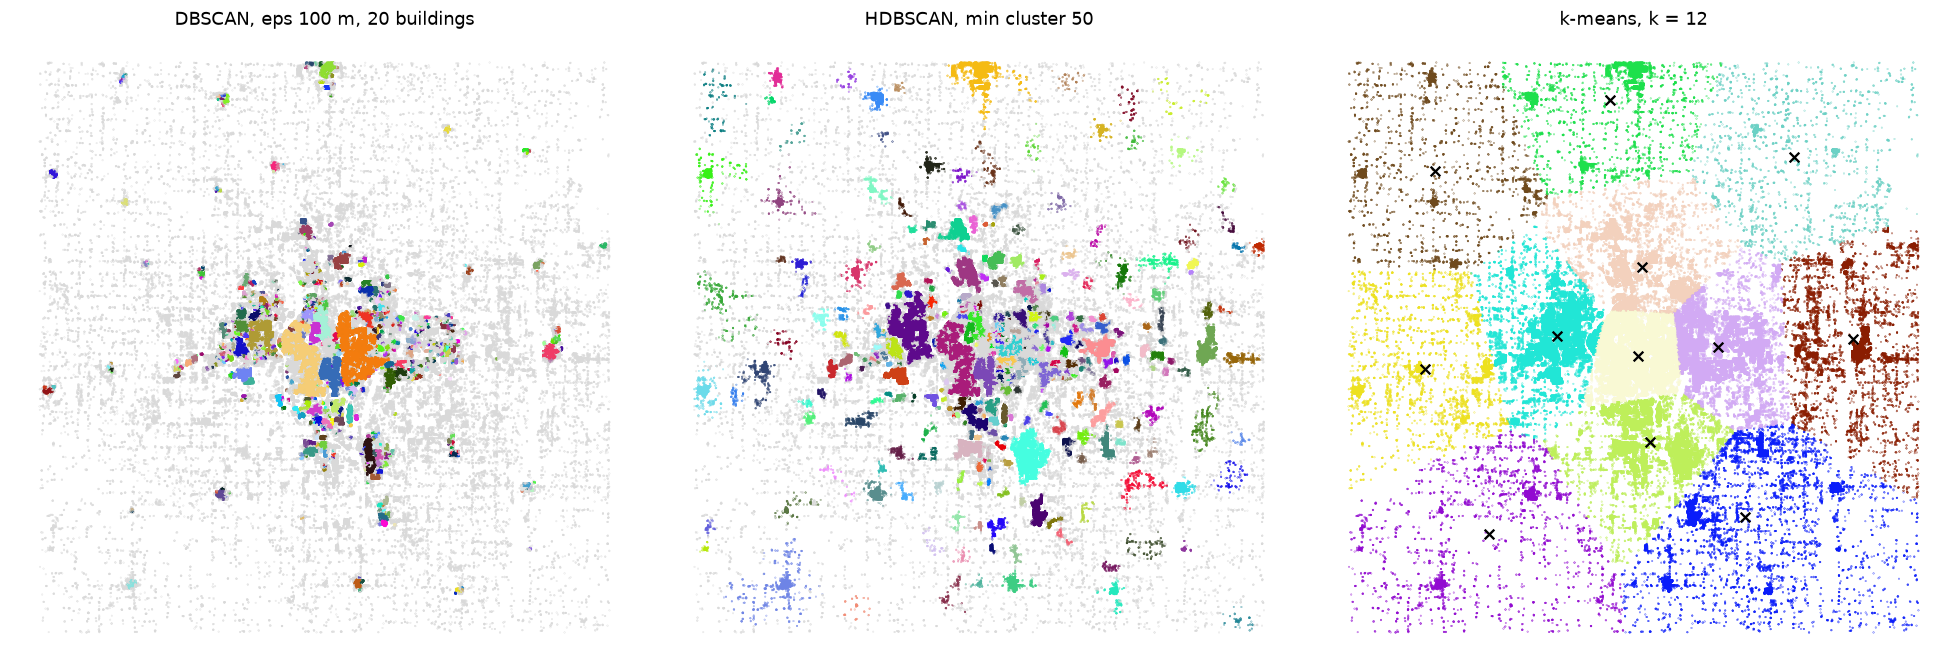 DBSCAN, eps 100 m, 20 buildings
HDBSCAN, min cluster 50
k-means, k = 12